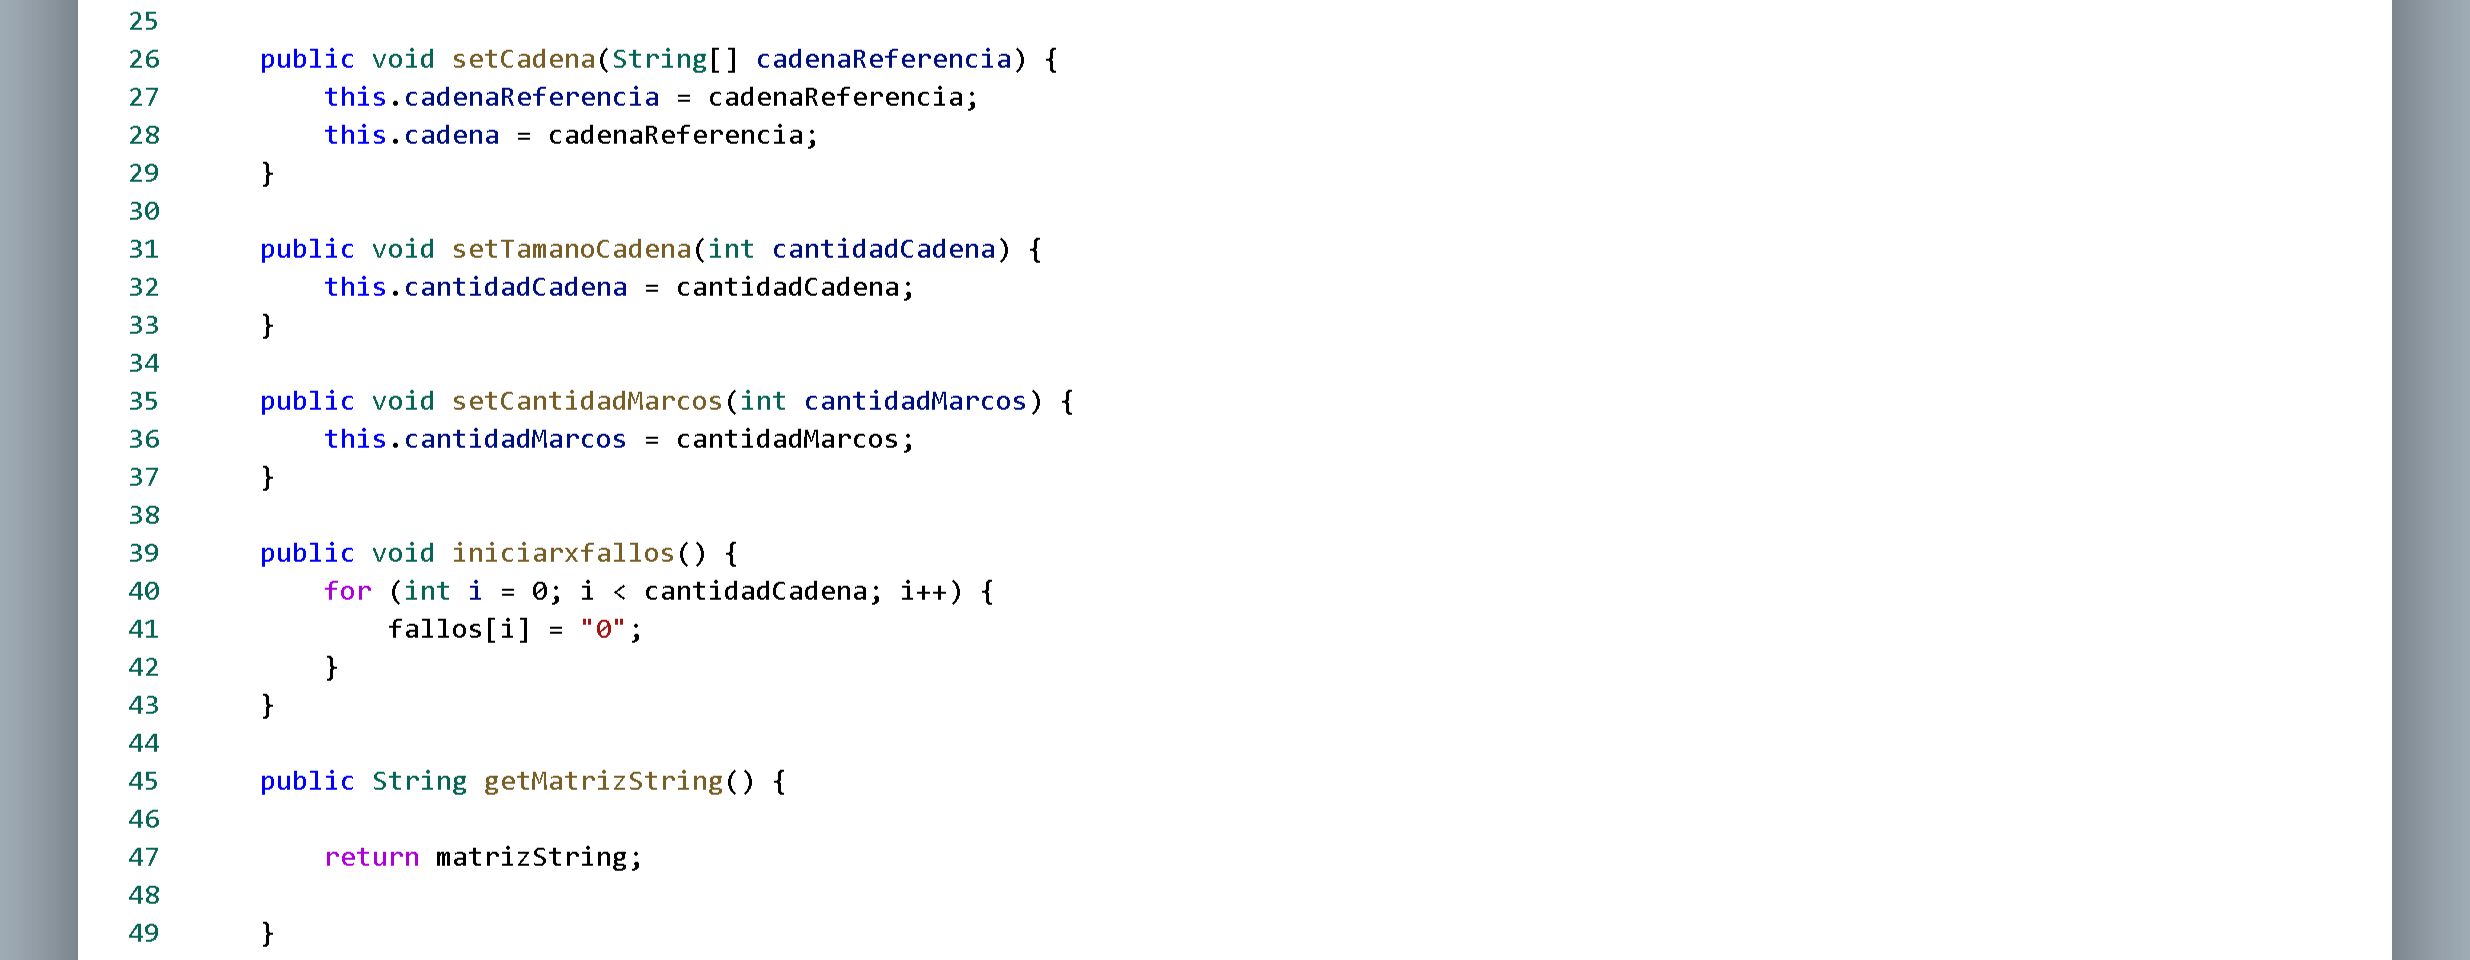 25
26 public void setCadena(String[] cadenaReferencia) {
27 this.cadenaReferencia = cadenaReferencia;
28 this.cadena = cadenaReferencia;
29 }
30
31 public void setTamanoCadena(int cantidadCadena) {
32 this.cantidadCadena = cantidadCadena;
33 }
34
35 public void setCantidadMarcos(int cantidadMarcos) {
36 this.cantidadMarcos = cantidadMarcos;
37 }
38
39 public void iniciarxfallos() {
40 for (int i = 0; i < cantidadCadena; i++) {
41 fallos[i] = "0";
42 }
43 }
44
45 public String getMatrizString() {
46
47 return matrizString;
48
49 }